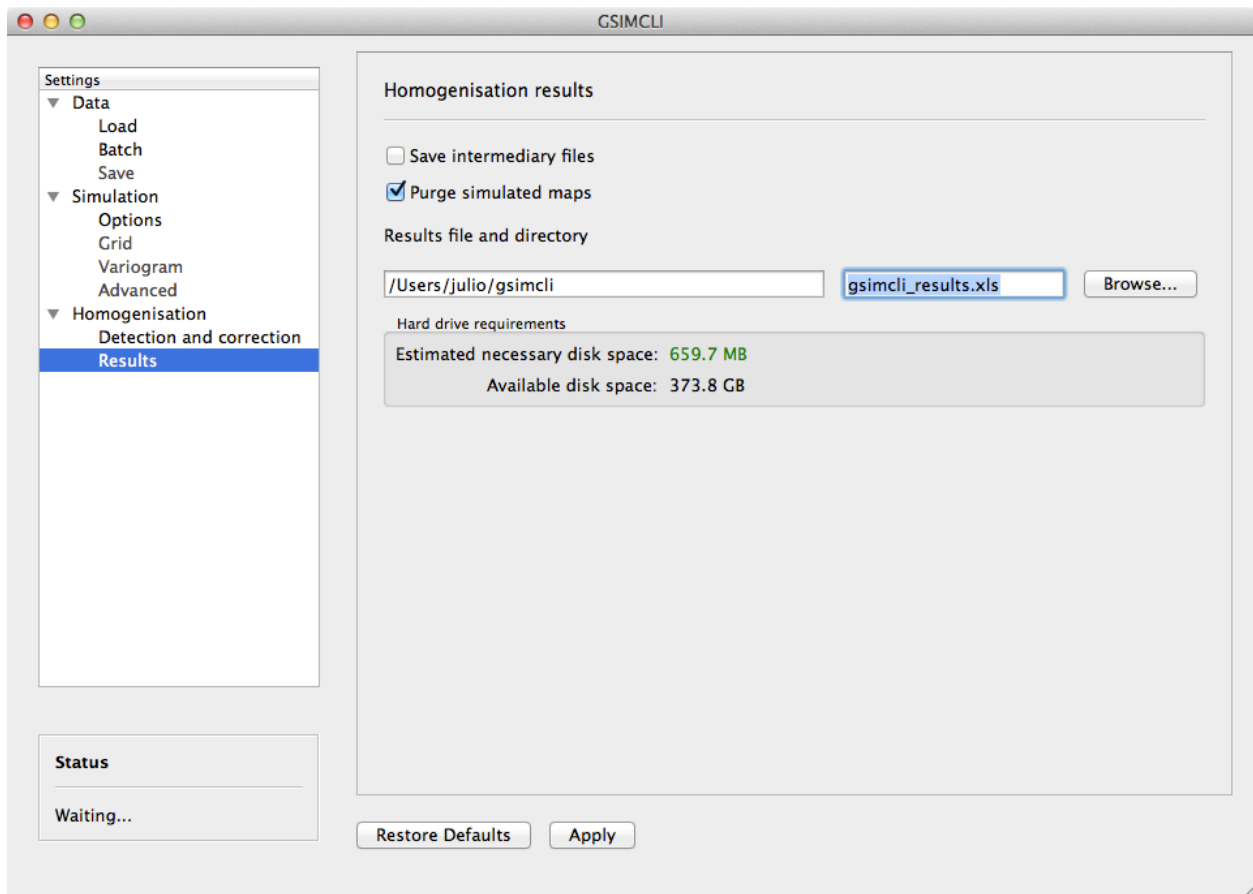 GSIMCLI
Settings
Data
Load
Batch
Save
Simulation
Options
Grid
Variogram
Advanced
Homogenisation
Detection and correction
Results
Status
Waiting...
Homogenisation results
Save intermediary files
Purge simulated maps
Results file and directory
/Users/julio/gsimcli gsimcli_results.xls Browse...
Hard drive requirements
Estimated necessary disk space: 659.7 MB
Available disk space: 373.8 GB
Restore Defaults Apply